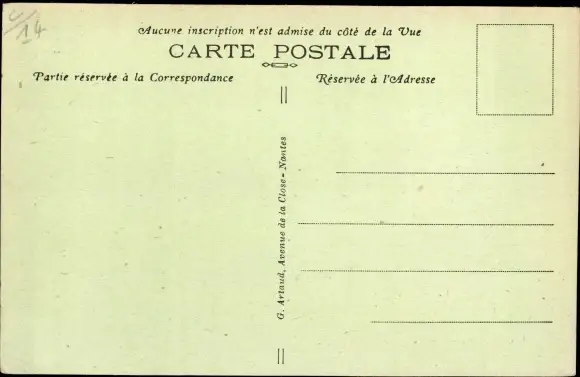 C/14
Aucune inscription n'est admise du côté de la Vue
CARTE POSTALE
Partie réservée à la Correspondance
Réservée à l'Adresse
G. Artaud, Avenue de la Close - Nantes